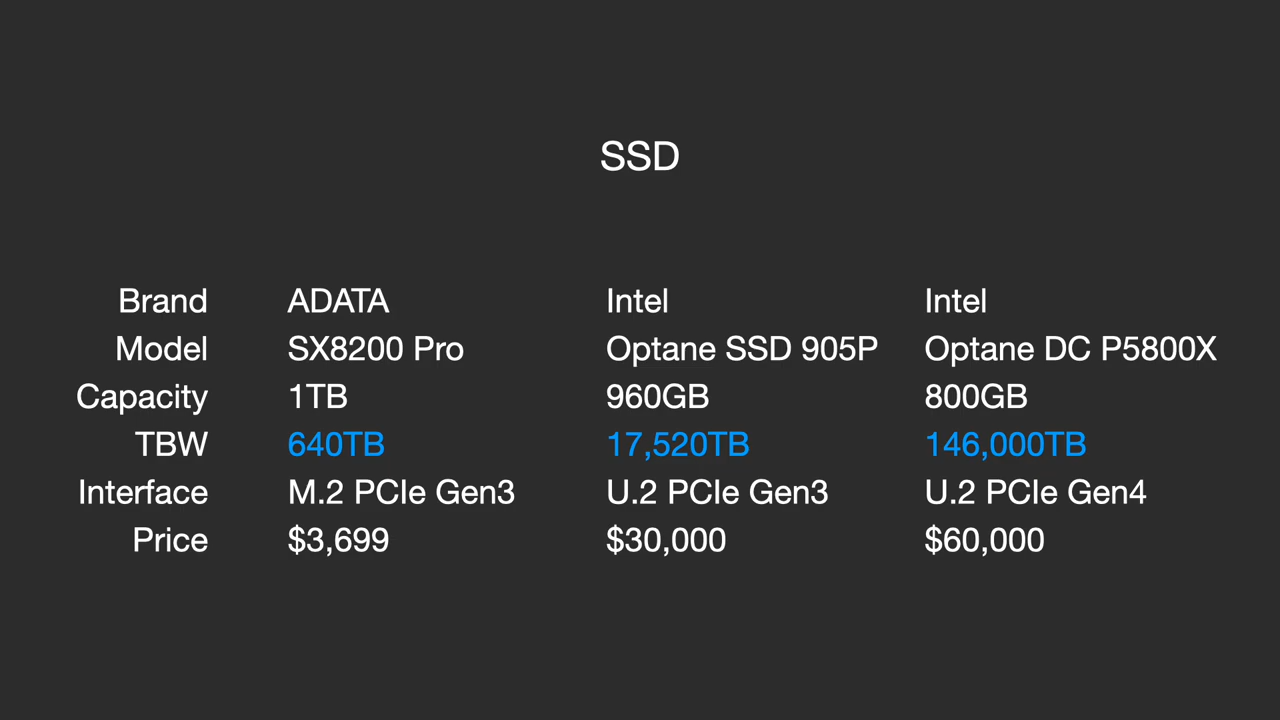 SSD
Brand ADATA Intel Intel
Model SX8200 Pro Optane SSD 905P Optane DC P5800X
Capacity 1TB 960GB 800GB
TBW 640TB 17,520TB 146,000TB
Interface M.2 PCIe Gen3 U.2 PCIe Gen3 U.2 PCIe Gen4
Price $3,699 $30,000 $60,000